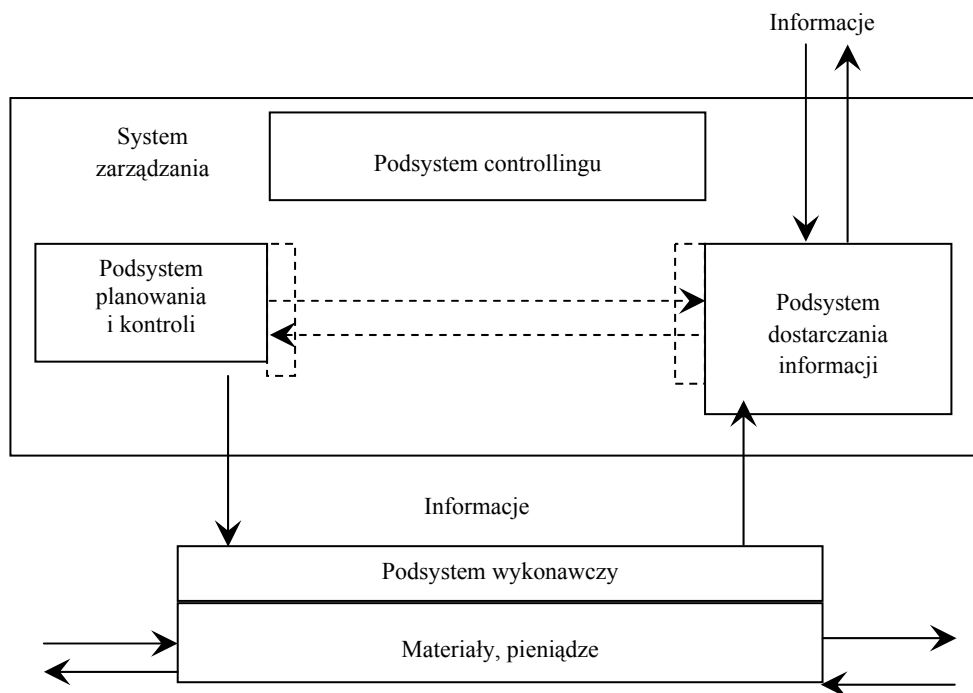 Informacje
System
zarządzania
Podsystem controllingu
Podsystem
planowania
i kontroli
Podsystem
dostarczania
informacji
Informacje
Podsystem wykonawczy
Materiały, pieniądze